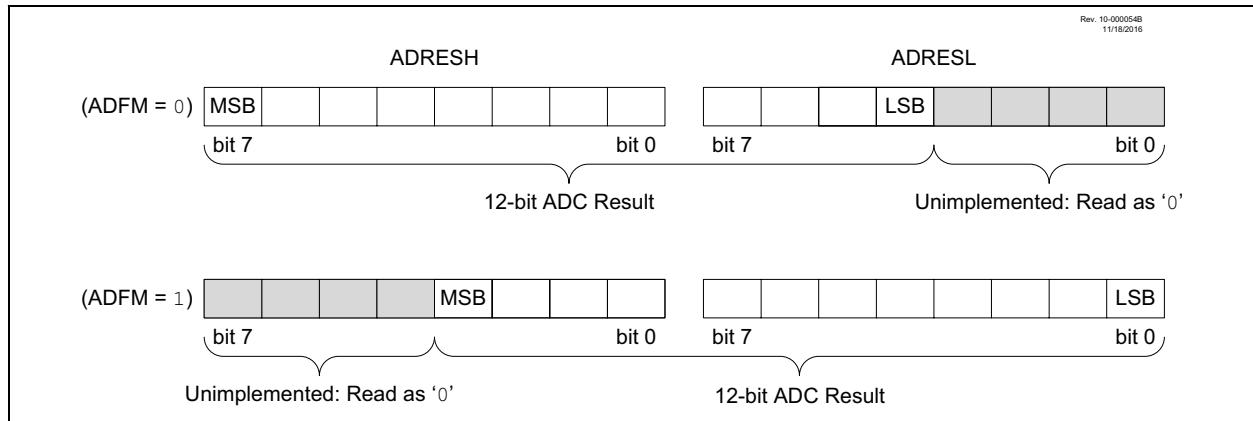 Rev. 10-000054B
11/18/2016
ADRESH ADRESL
(ADFM = 0) MSB LSB
bit 7 bit 0 bit 7 bit 0
12-bit ADC Result Unimplemented: Read as ‘0’
(ADFM = 1) MSB LSB
bit 7 bit 0 bit 7 bit 0
Unimplemented: Read as ‘0’ 12-bit ADC Result